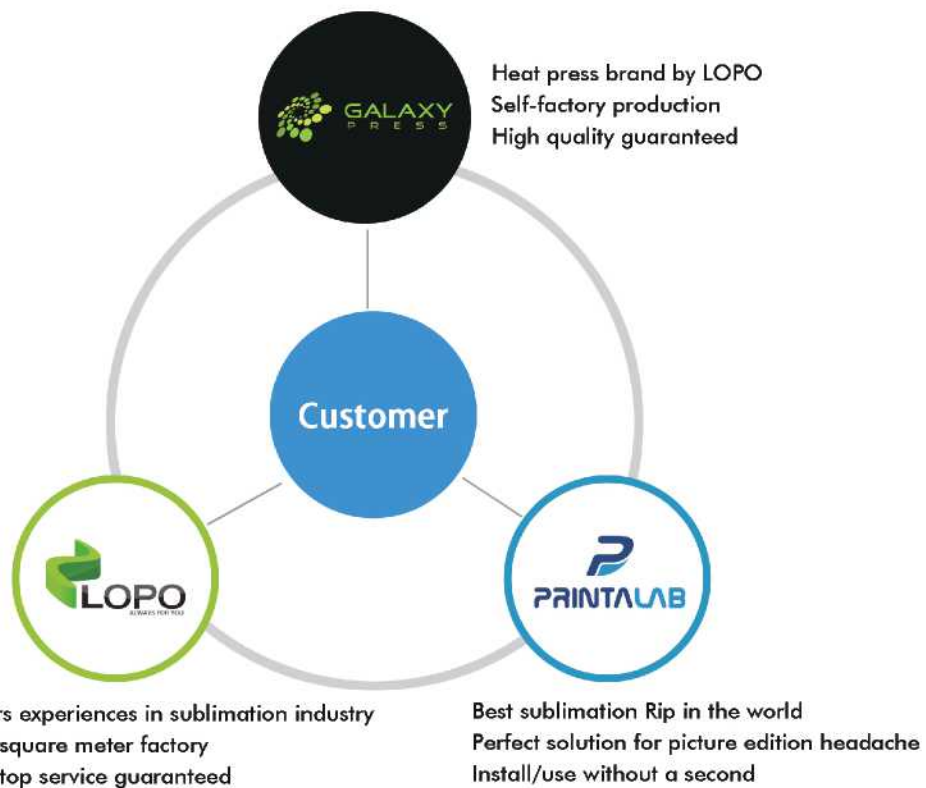 GALAXY
PRESS
Heat press brand by LOPO
Self-factory production
High quality guaranteed
Customer
LOPO
ALWAYS FOR YOU
PRINTALAB
experiences in sublimation industry
square meter factory
top service guaranteed
Best sublimation Rip in the world
Perfect solution for picture edition headache
Install/use without a second